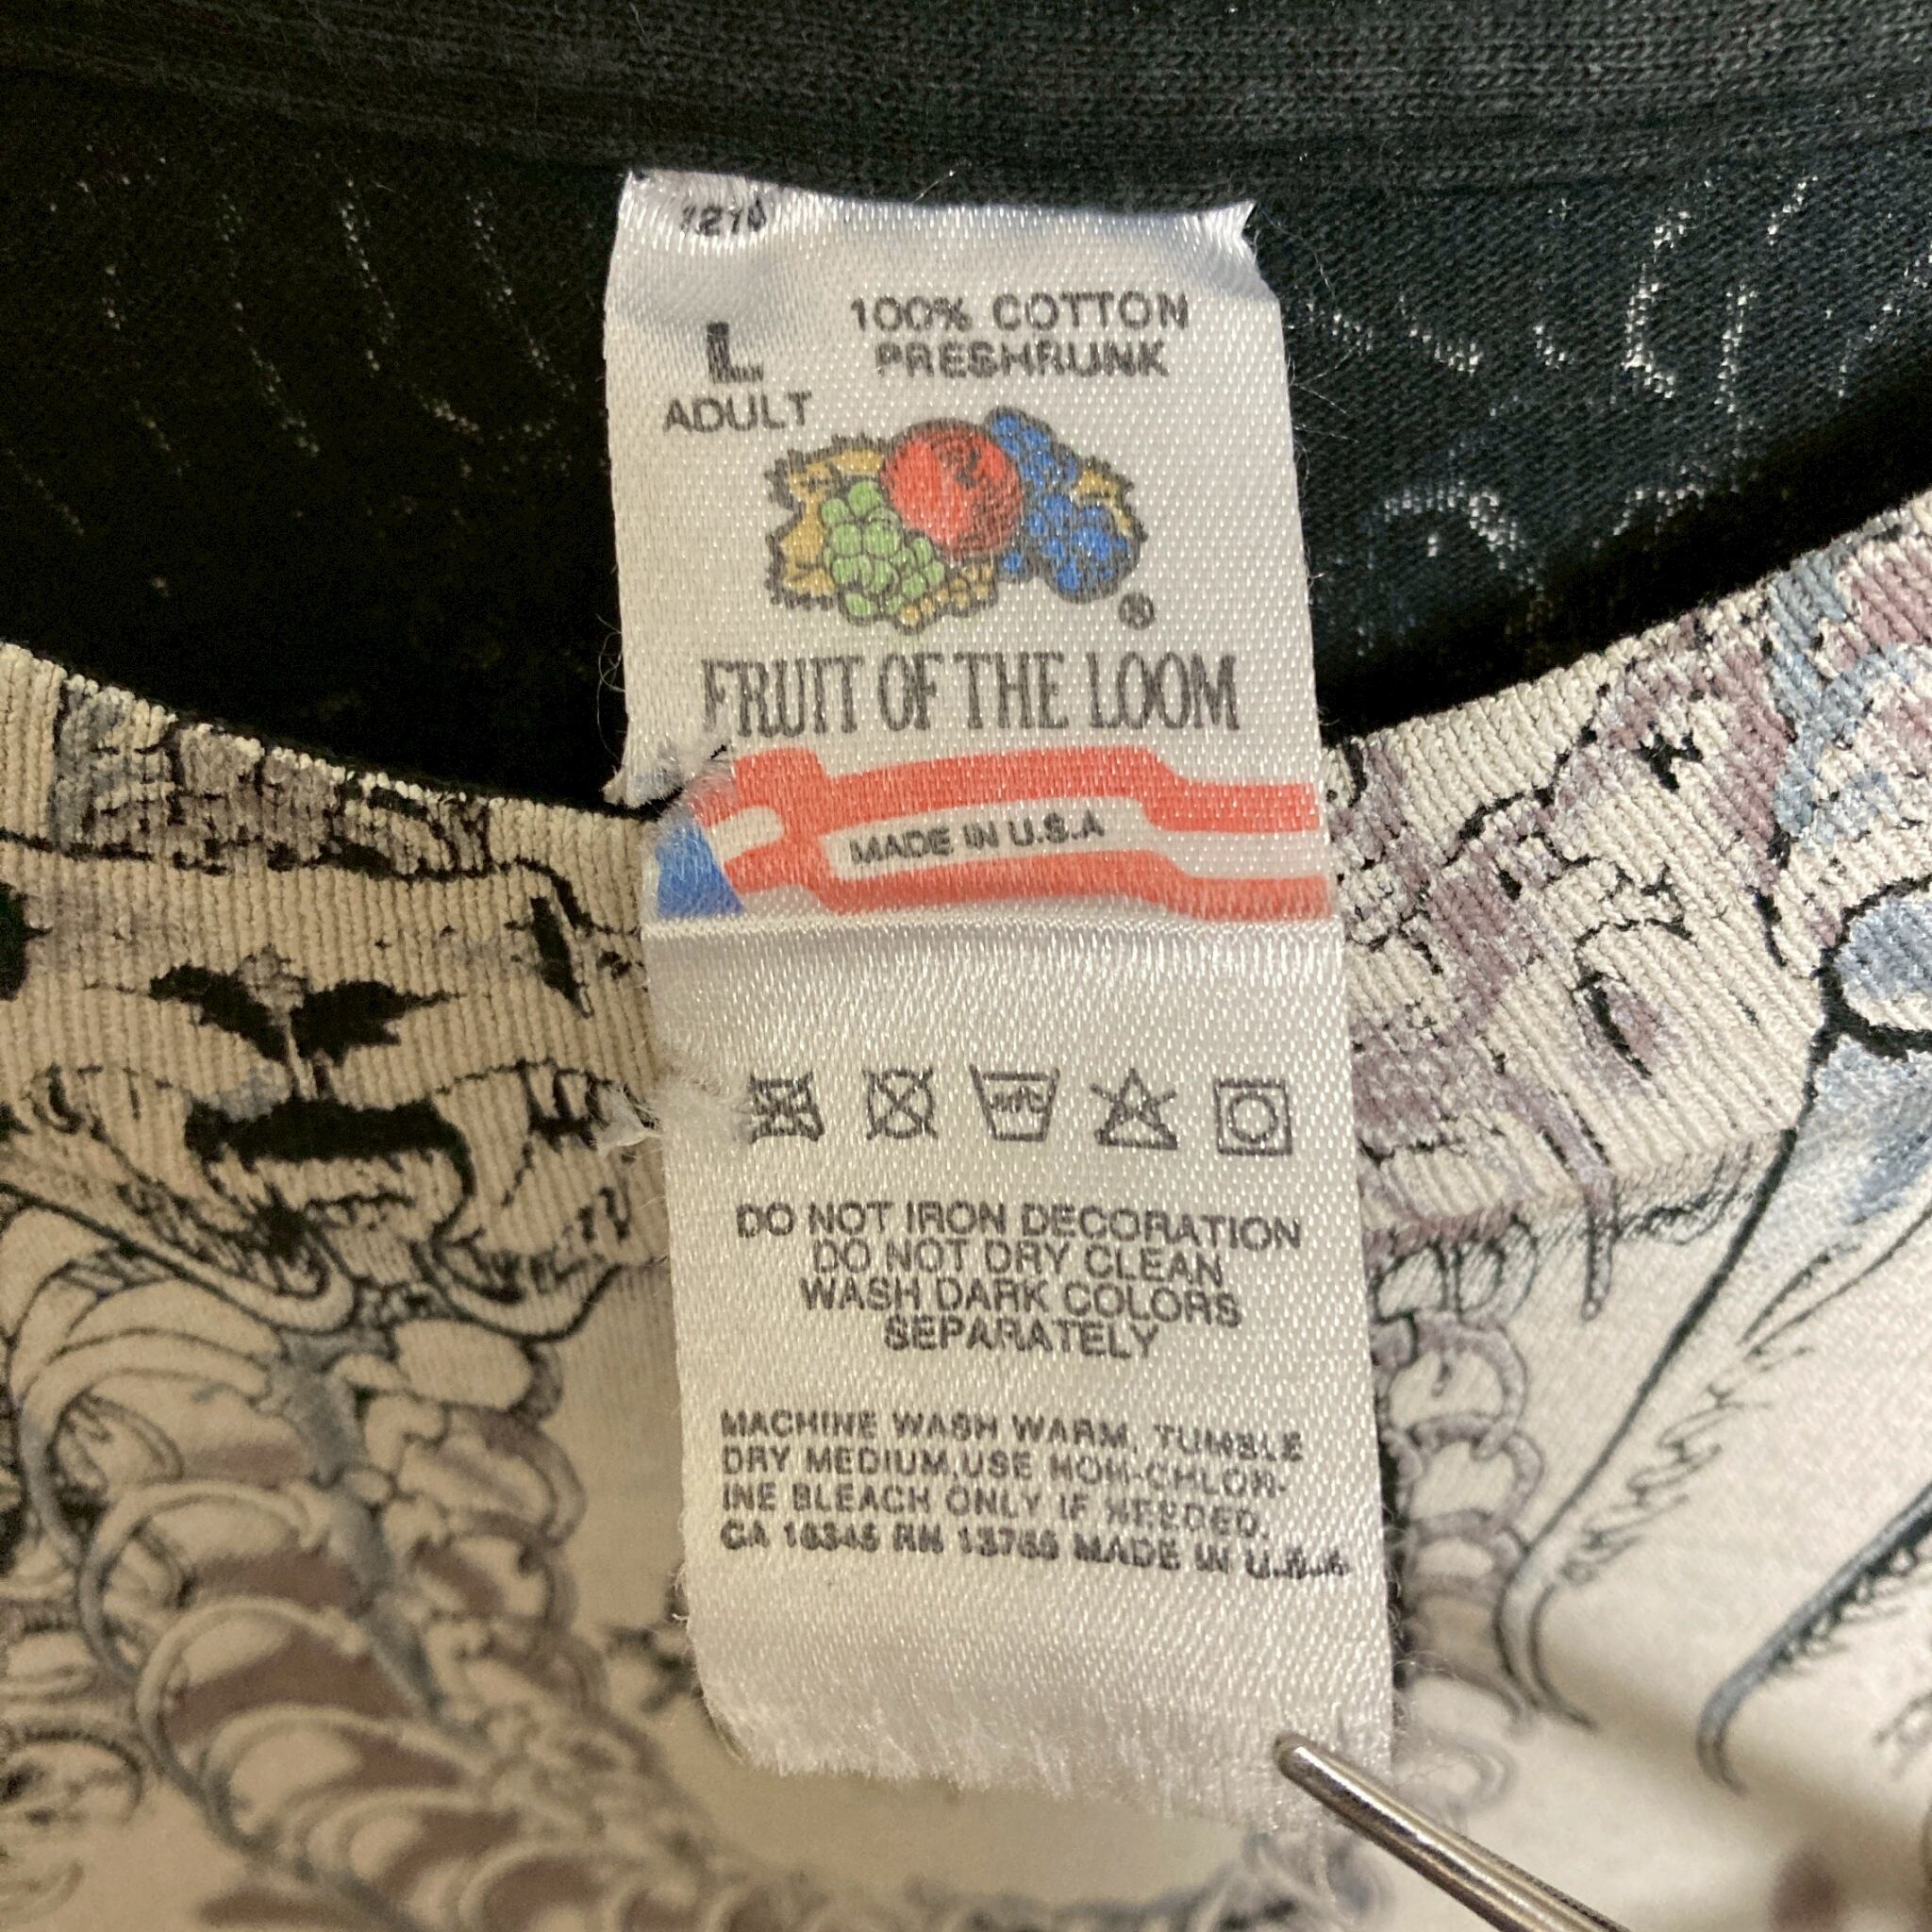 L
ADULT
100% COTTON
PRESHRUNK
®
FRUIT OF THE LOOM
MADE IN U.S.A
DO NOT IRON DECORATION
DO NOT DRY CLEAN
WASH DARK COLORS
SEPARATELY
MACHINE WASH WARM, TUMBLE
DRY MEDIUM,USE NON-CHLOR-
INE BLEACH ONLY IF NEEDED.
CA 16345 RN 13765 MADE IN U.S.A